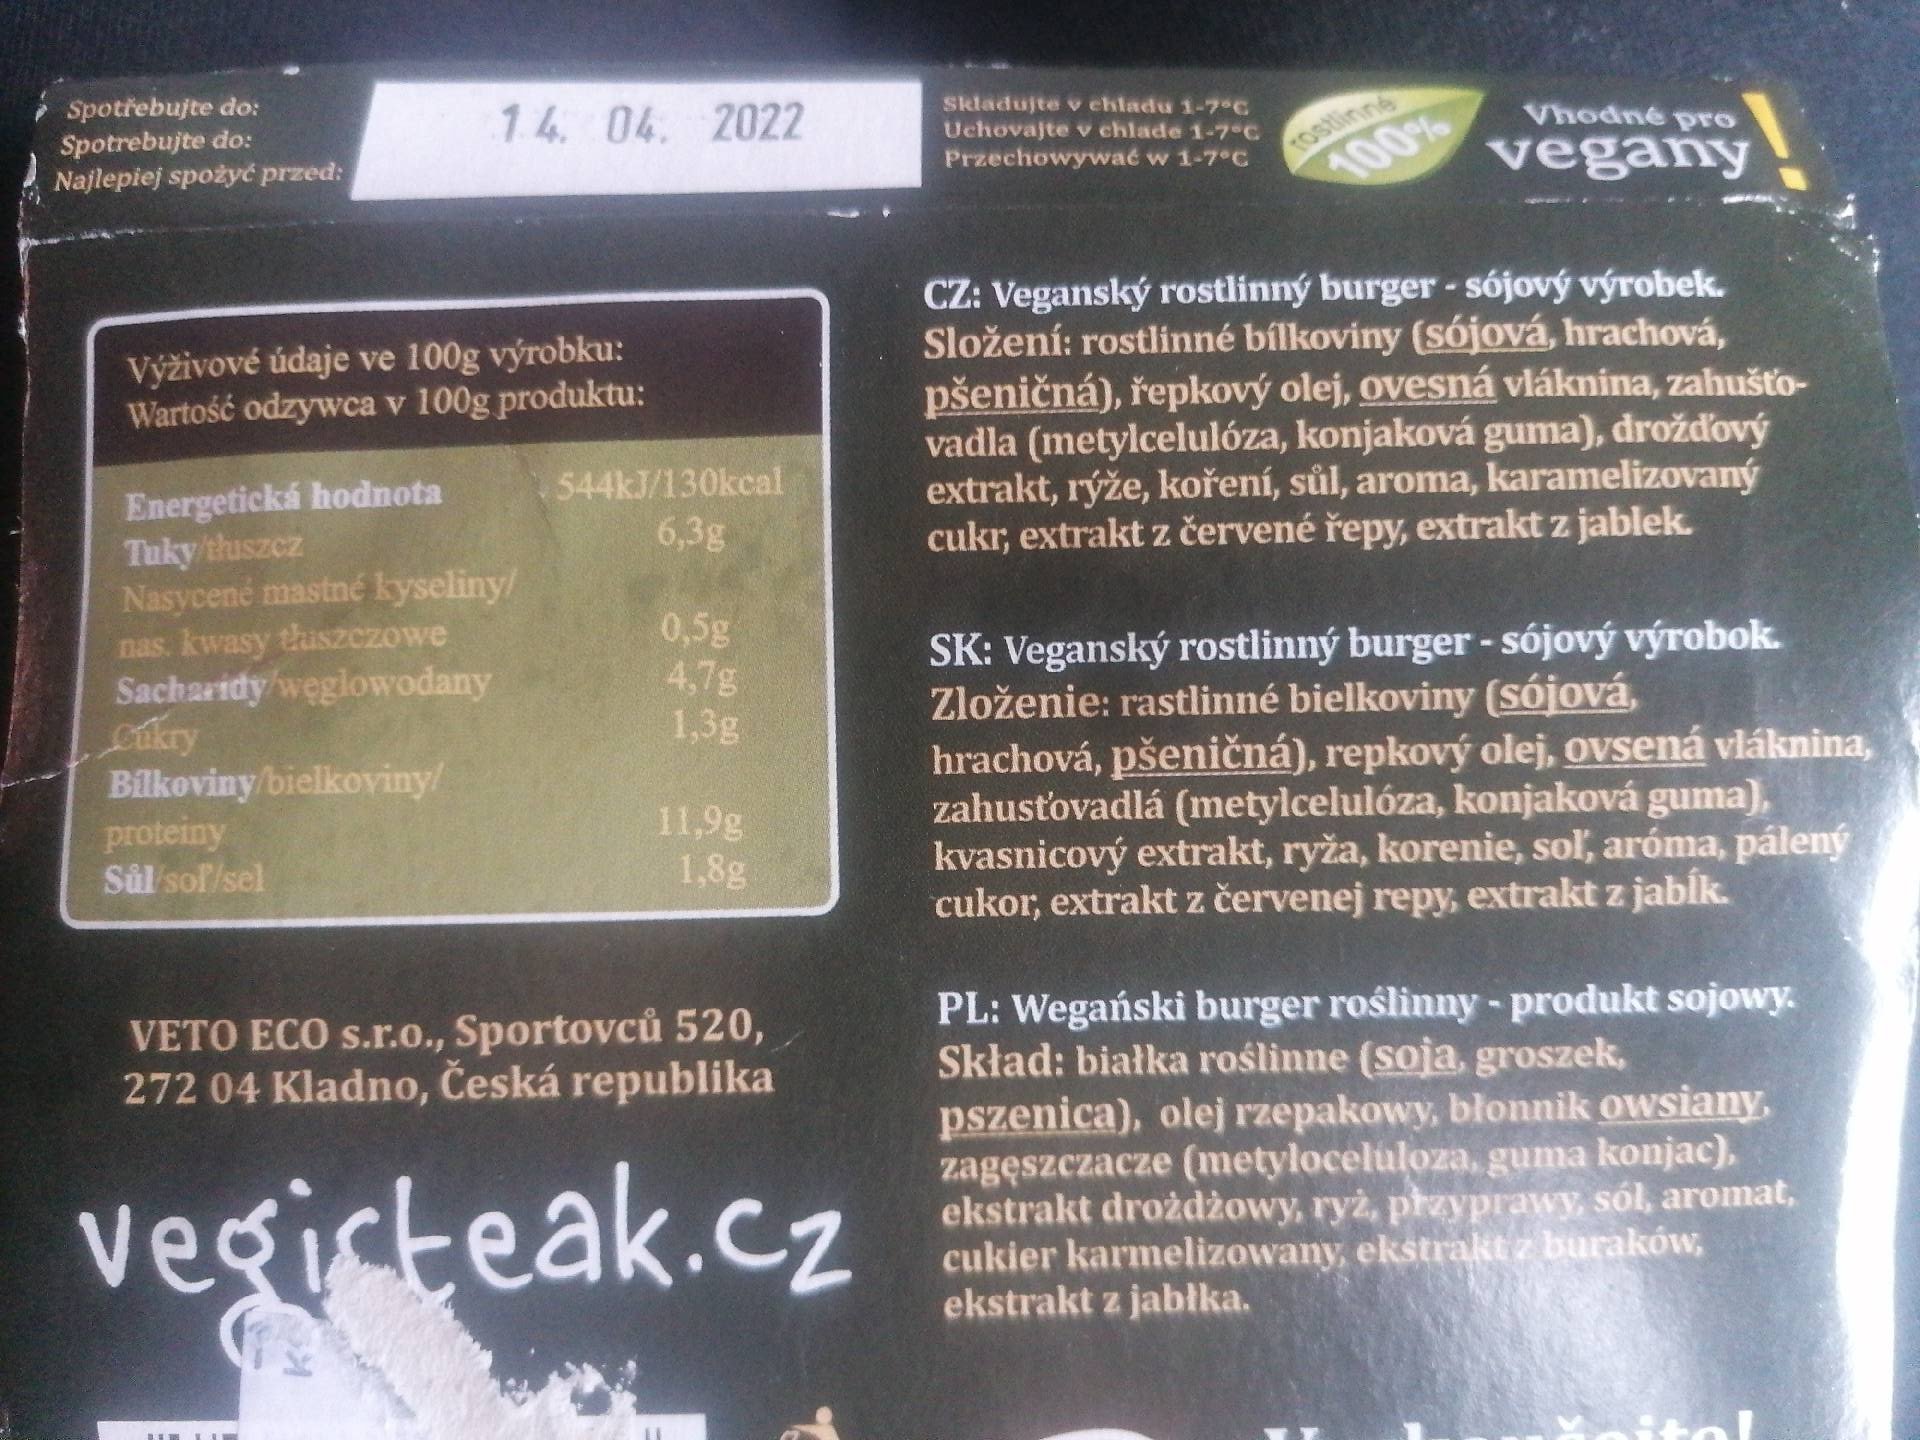 Spotřebujte do:
Spotrebujte do:
Najlepiej spożyć przed:
14. 04. 2022
Skladujte v chladu 1-7°C
Uchovajte v chlade 1-7°C
Przechowywać w 1-7°C
rostlinné
100%
Vhodné pro
vegany!
Výživové údaje ve 100g výrobku:
Wartość odzywca v 100g produktu:
Energetická hodnota 544kJ/130kcal
Tuky/tłuszcz 6,3g
Nasycené mastné kyseliny/
nas. kwasy tłuszczowe 0,5g
Sacharidy/węglowodany 4,7g
Cukry 1,3g
Bílkoviny/bielkoviny/
proteiny 11,9g
Sůl/soľ/sel 1,8g
VETO ECO s.r.o., Sportovců 520,
272 04 Kladno, Česká republika
vegisteak.cz
CZ: Veganský rostlinný burger - sójový výrobek.
Složení: rostlinné bílkoviny (sójová, hrachová,
pšeničná), řepkový olej, ovesná vláknina, zahušťo-
vadla (metylcelulóza, konjaková guma), drožďový
extrakt, rýže, koření, sůl, aroma, karamelizovaný
cukr, extrakt z červené řepy, extrakt z jablek.
SK: Veganský rostlinný burger - sójový výrobok.
Zloženie: rastlinné bielkoviny (sójová,
hrachová, pšeničná), repkový olej, ovsená vláknina,
zahusťovadlá (metylcelulóza, konjaková guma),
kvasnicový extrakt, ryža, korenie, soľ, aróma, pálený
cukor, extrakt z červenej repy, extrakt z jabĺk.
PL: Wegański burger roślinny - produkt sojowy.
Skład: białka roślinne (soja, groszek,
pszenica), olej rzepakowy, błonnik owsiany,
zagęszczacze (metyloceluloza, guma konjac),
ekstrakt drożdżowy, ryż, przyprawy, sól, aromat,
cukier karmelizowany, ekstrakt z buraków,
ekstrakt z jabłka.